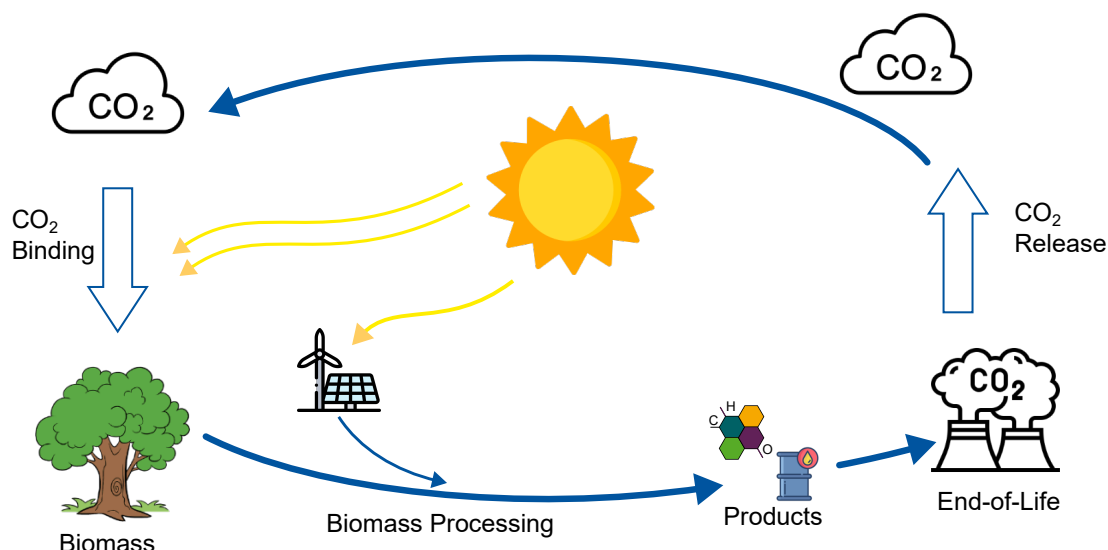 CO₂
CO₂
CO₂
Binding
CO₂
Release
CO₂
H
C
O
Biomass Processing
Products
End-of-Life
Biomass